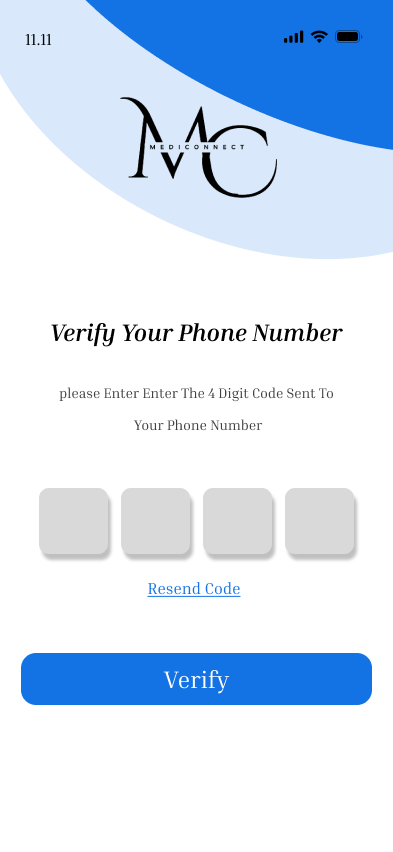 11.11
MC
MEDICONNECT
Verify Your Phone Number
please Enter Enter The 4 Digit Code Sent To
Your Phone Number
Resend Code
Verify